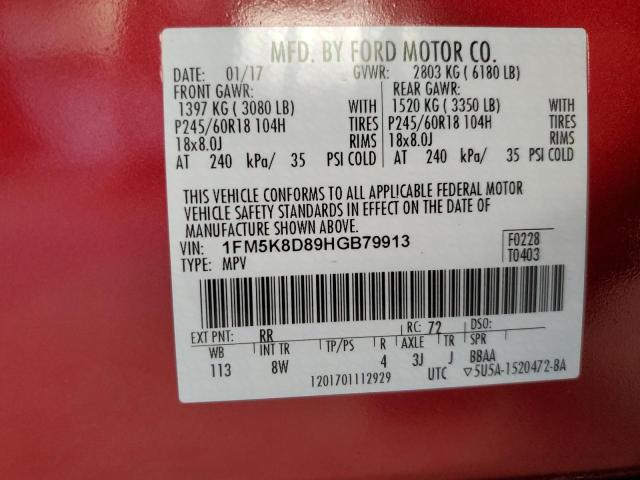 MFD. BY FORD MOTOR CO.
DATE: 01/17 GVWR: 2803 KG ( 6180 LB)
FRONT GAWR: REAR GAWR:
1397 KG ( 3080 LB) WITH 1520 KG ( 3350 LB) WITH
P245/60R18 104H TIRES P245/60R18 104H TIRES
18x8.0J RIMS 18x8.0J RIMS
AT 240 kPa/ 35 PSI COLD AT 240 kPa/ 35 PSI COLD
THIS VEHICLE CONFORMS TO ALL APPLICABLE FEDERAL MOTOR
VEHICLE SAFETY STANDARDS IN EFFECT ON THE DATE OF
MANUFACTURE SHOWN ABOVE.
VIN: 1FM5K8D89HGB79913 F0228
TYPE: MPV T0403
EXT PNT: RR RC: 72 DSO:
WB INT TR TP/PS R AXLE TR SPR
113 8W 4 3J J BBAA
1201701112929 UTC ▽5U5A-1520472-BA